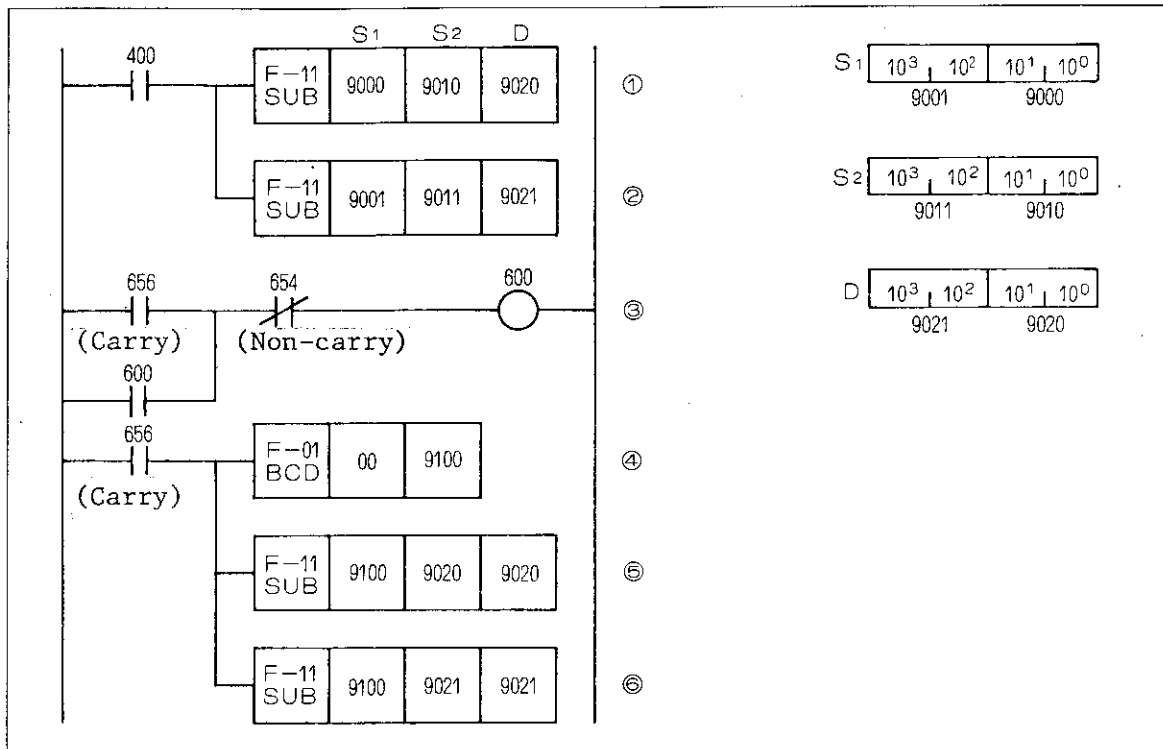 S1 S2 D
400
F-11 SUB 9000 9010 9020 ①
F-11 SUB 9001 9011 9021 ②
656 654 600
③
(Carry) (Non-carry)
600
656
F-01 BCD 00 9100 ④
(Carry)
F-11 SUB 9100 9020 9020 ⑤
F-11 SUB 9100 9021 9021 ⑥
S1 10³ 10² 10¹ 10⁰
9001 9000
S2 10³ 10² 10¹ 10⁰
9011 9010
D 10³ 10² 10¹ 10⁰
9021 9020